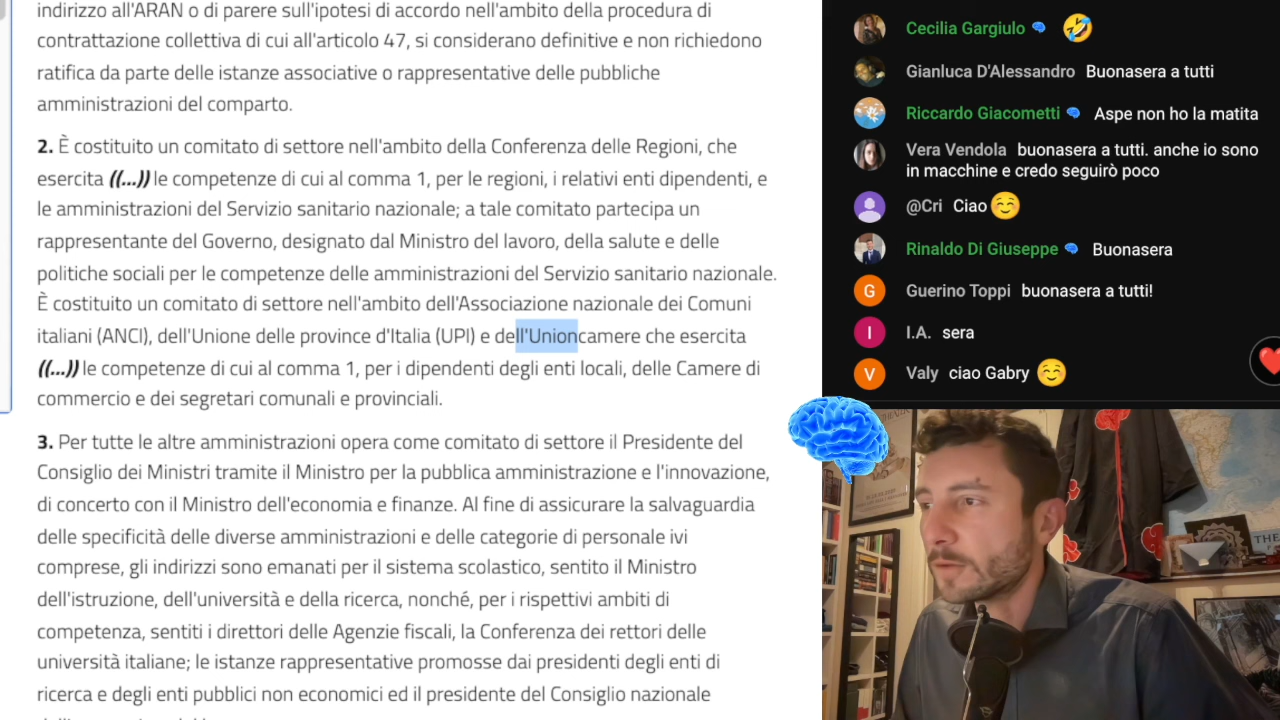 indirizzo all'ARAN o di parere sull'ipotesi di accordo nell'ambito della procedura di
contrattazione collettiva di cui all'articolo 47, si considerano definitive e non richiedono
ratifica da parte delle istanze associative o rappresentative delle pubbliche
amministrazioni del comparto.
2. È costituito un comitato di settore nell'ambito della Conferenza delle Regioni, che
esercita ((...)) le competenze di cui al comma 1, per le regioni, i relativi enti dipendenti, e
le amministrazioni del Servizio sanitario nazionale; a tale comitato partecipa un
rappresentante del Governo, designato dal Ministro del lavoro, della salute e delle
politiche sociali per le competenze delle amministrazioni del Servizio sanitario nazionale.
È costituito un comitato di settore nell'ambito dell'Associazione nazionale dei Comuni
italiani (ANCI), dell'Unione delle province d'Italia (UPI) e dell'Unioncamere che esercita
((...)) le competenze di cui al comma 1, per i dipendenti degli enti locali, delle Camere di
commercio e dei segretari comunali e provinciali.
3. Per tutte le altre amministrazioni opera come comitato di settore il Presidente del
Consiglio dei Ministri tramite il Ministro per la pubblica amministrazione e l'innovazione,
di concerto con il Ministro dell'economia e finanze. Al fine di assicurare la salvaguardia
delle specificità delle diverse amministrazioni e delle categorie di personale ivi
comprese, gli indirizzi sono emanati per il sistema scolastico, sentito il Ministro
dell'istruzione, dell'università e della ricerca, nonché, per i rispettivi ambiti di
competenza, sentiti i direttori delle Agenzie fiscali, la Conferenza dei rettori delle
università italiane; le istanze rappresentative promosse dai presidenti degli enti di
ricerca e degli enti pubblici non economici ed il presidente del Consiglio nazionale
Cecilia Gargiulo
Gianluca D'Alessandro Buonasera a tutti
Riccardo Giacometti Aspe non ho la matita
Vera Vendola buonasera a tutti. anche io sono
in macchine e credo seguirò poco
@Cri Ciao
Rinaldo Di Giuseppe Buonasera
G Guerino Toppi buonasera a tutti!
I I.A. sera
V Valy ciao Gabry
THE